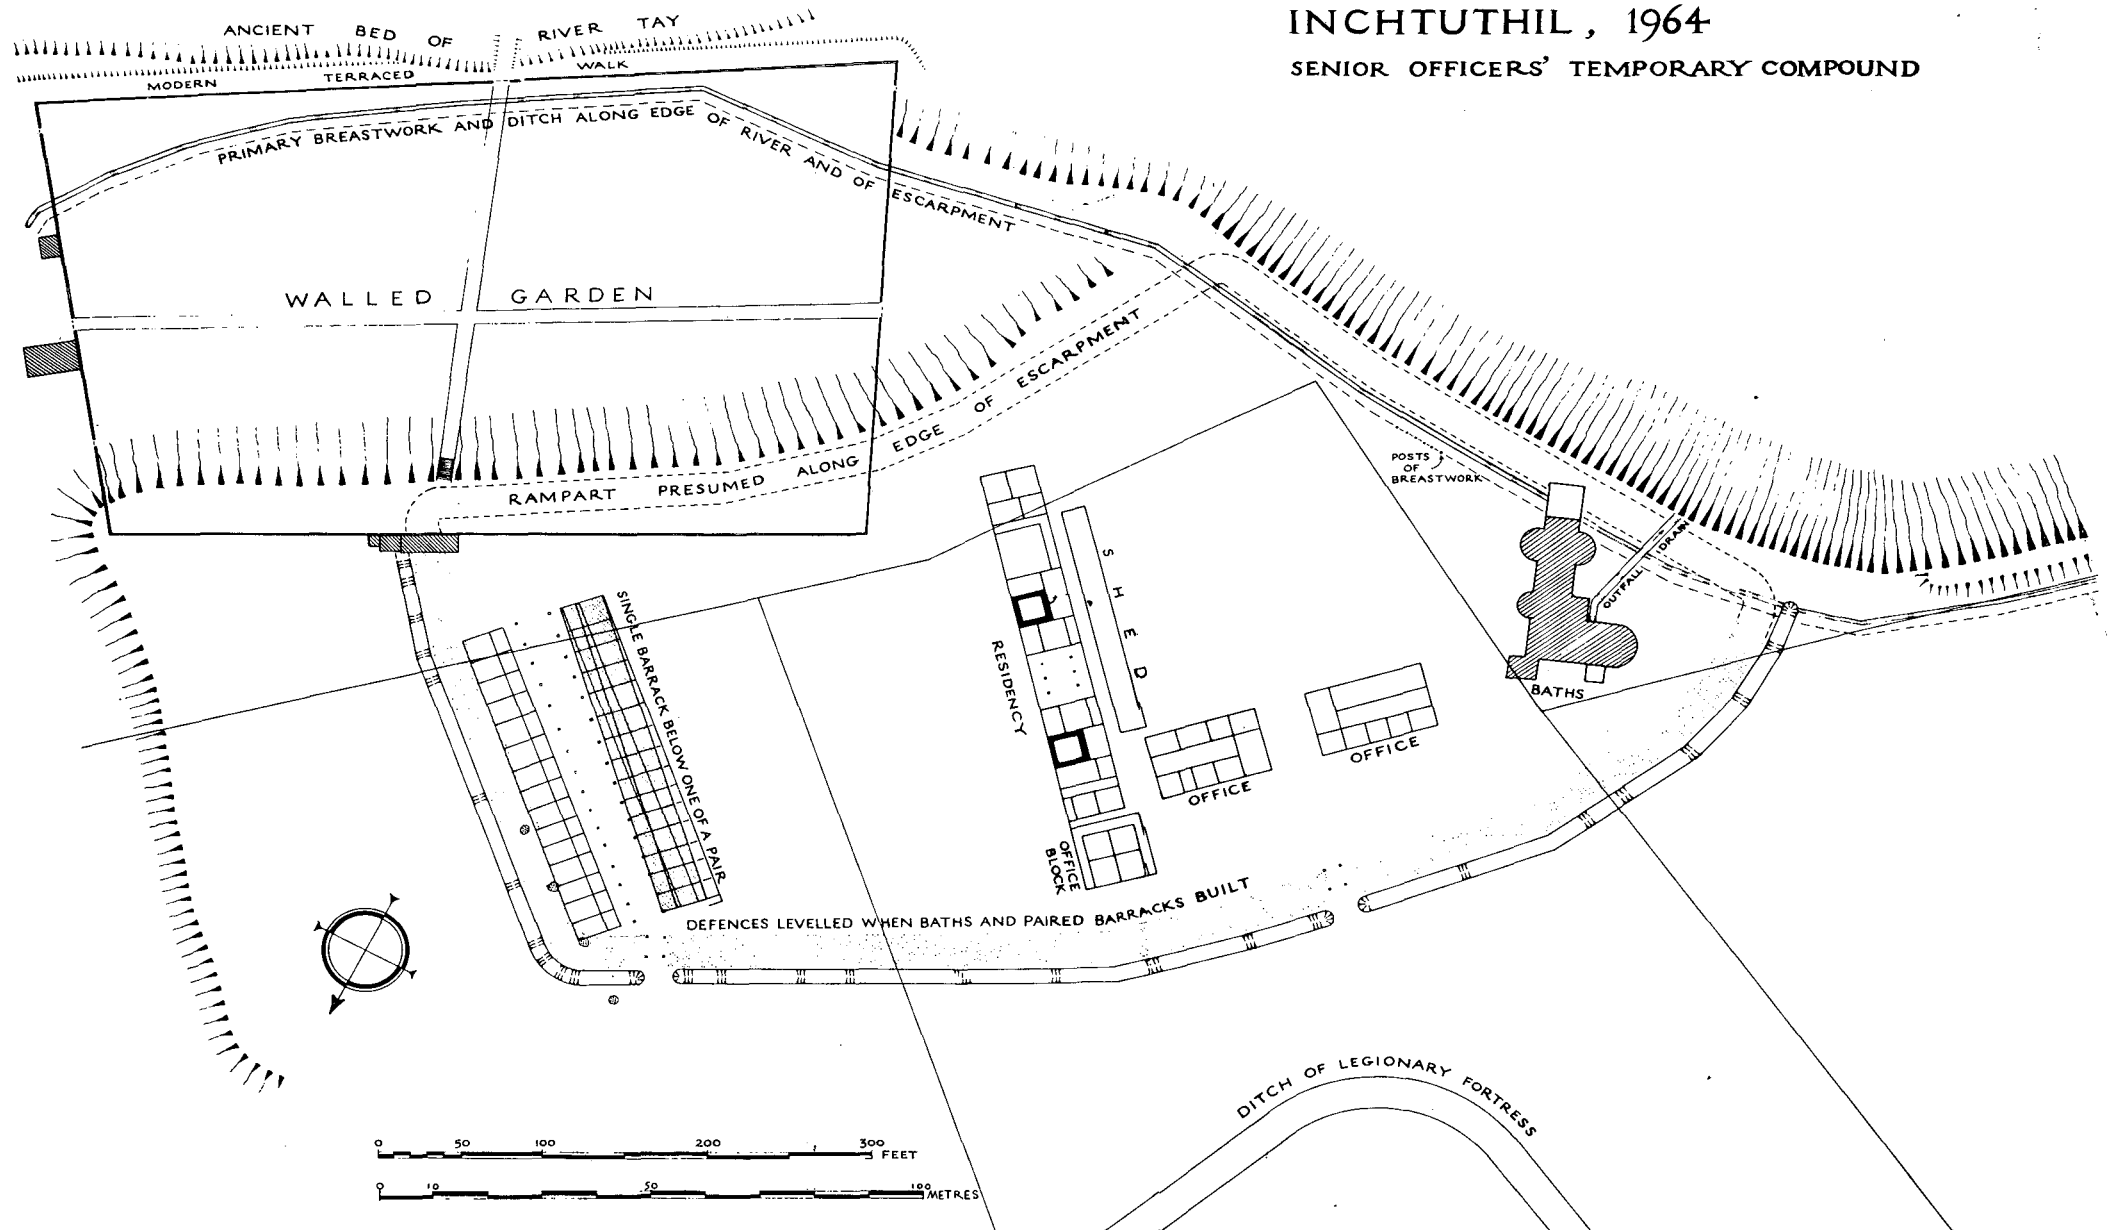 INCHTUTHIL, 1964
SENIOR OFFICERS' TEMPORARY COMPOUND
ANCIENT BED OF RIVER TAY
MODERN TERRACED WALK
PRIMARY BREASTWORK AND DITCH ALONG EDGE OF RIVER AND OF ESCARPMENT
WALLED GARDEN
RAMPART PRESUMED ALONG EDGE OF ESCARPMENT
POSTS
OF
BREASTWORK
OUTFALL DRAIN
BATHS
SHED
SINGLE BARRACK BELOW ONE OF A PAIR
RESIDENCY
OFFICE
OFFICE
OFFICE
BLOCK
DEFENCES LEVELLED WHEN BATHS AND PAIRED BARRACKS BUILT
DITCH OF LEGIONARY FORTRESS
0 50 100 200 300
FEET
0 10 50 100
METRES